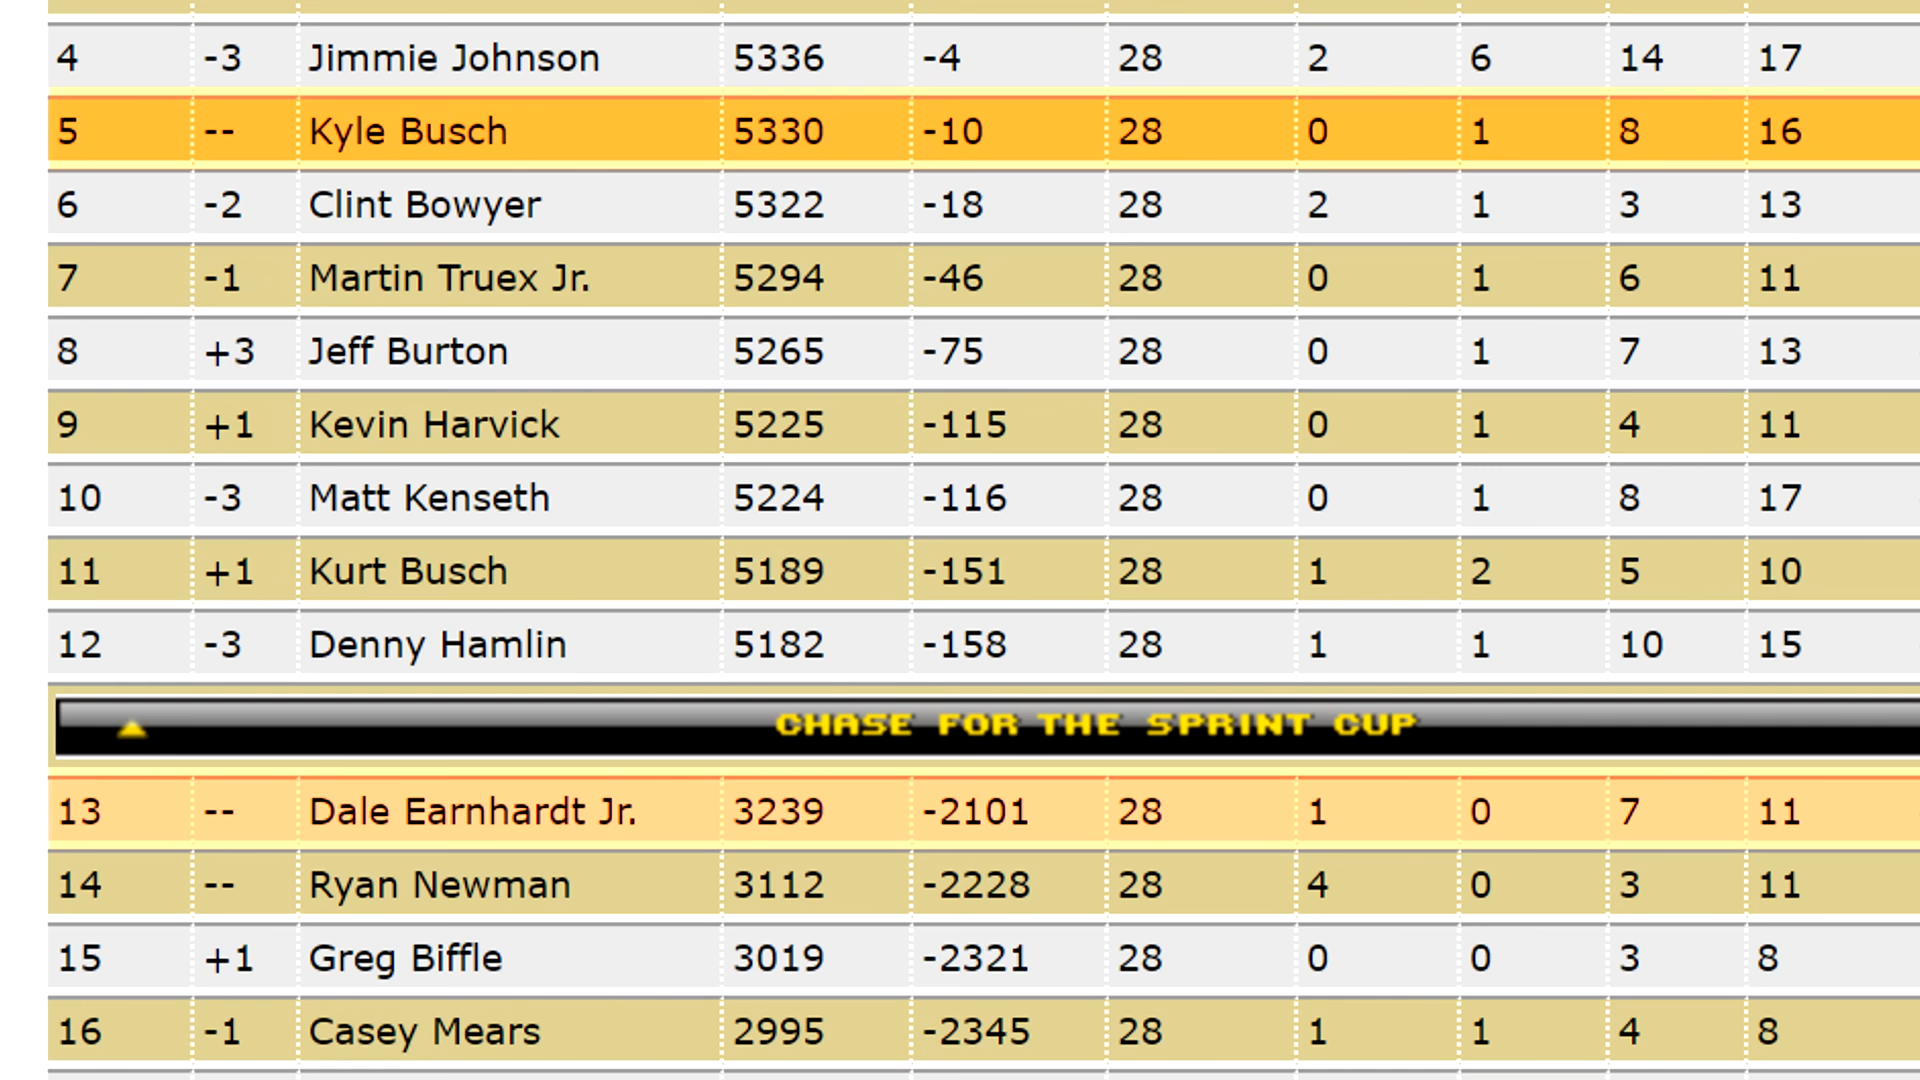 4 -3 Jimmie Johnson 5336 -4 28 2 6 14 17
5 -- Kyle Busch 5330 -10 28 0 1 8 16
6 -2 Clint Bowyer 5322 -18 28 2 1 3 13
7 -1 Martin Truex Jr. 5294 -46 28 0 1 6 11
8 +3 Jeff Burton 5265 -75 28 0 1 7 13
9 +1 Kevin Harvick 5225 -115 28 0 1 4 11
10 -3 Matt Kenseth 5224 -116 28 0 1 8 17
11 +1 Kurt Busch 5189 -151 28 1 2 5 10
12 -3 Denny Hamlin 5182 -158 28 1 1 10 15
CHASE FOR THE SPRINT CUP
13 -- Dale Earnhardt Jr. 3239 -2101 28 1 0 7 11
14 -- Ryan Newman 3112 -2228 28 4 0 3 11
15 +1 Greg Biffle 3019 -2321 28 0 0 3 8
16 -1 Casey Mears 2995 -2345 28 1 1 4 8